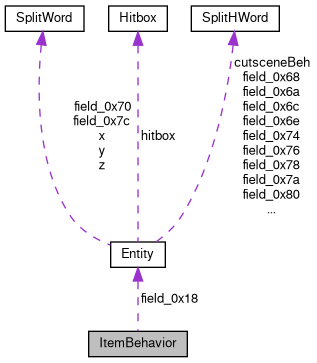 SplitWord
Hitbox
SplitHWord
cutsceneBeh
field_0x68
field_0x6a
field_0x6c
field_0x6e
field_0x74
field_0x76
field_0x78
field_0x7a
field_0x80
...
field_0x70
field_0x7c
x
y
z
hitbox
Entity
field_0x18
ItemBehavior